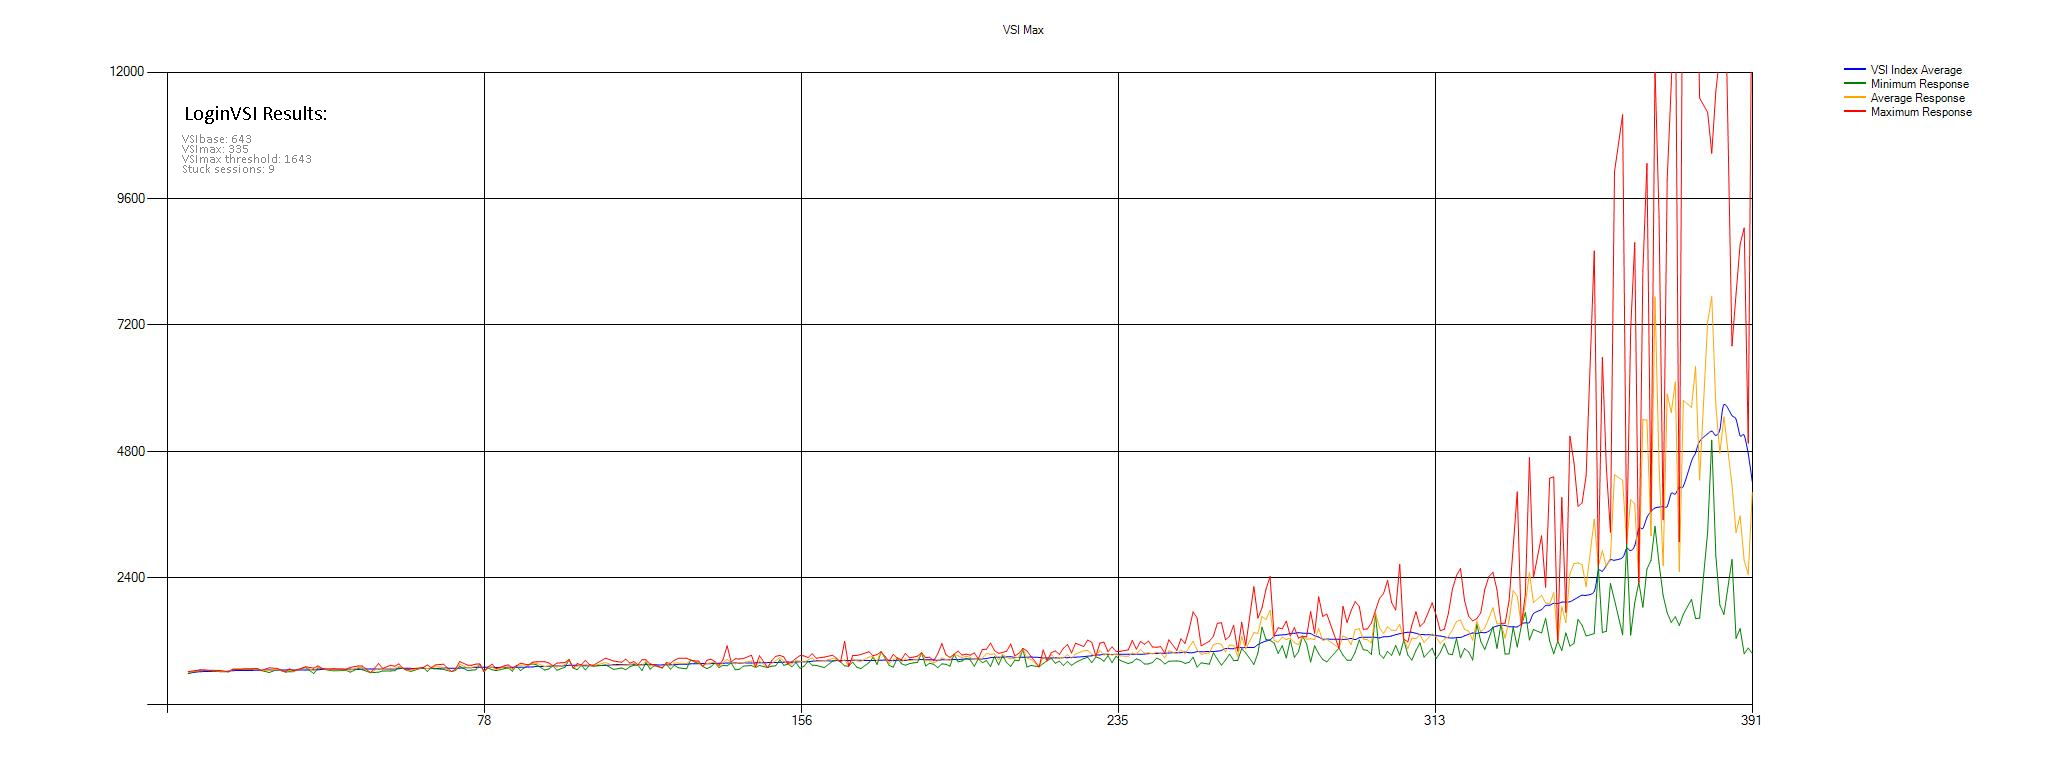 VSI Max
12000
9600
7200
4800
2400
LoginVSI Results:
VSIbase: 643
VSImax: 335
VSImax threshold: 1643
Stuck sessions: 9
78
156
235
313
391
VSI Index Average
Minimum Response
Average Response
Maximum Response